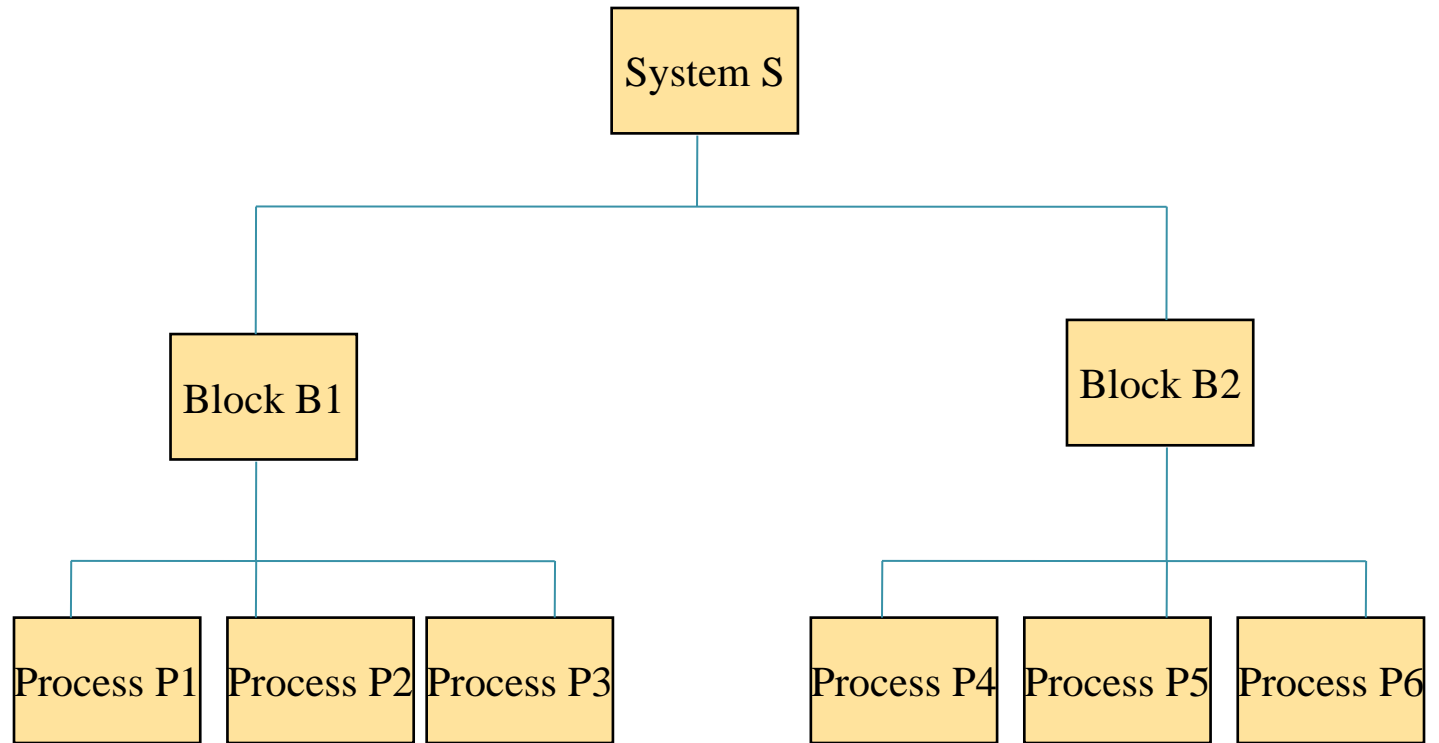 System S
Block B1
Block B2
Process P1
Process P2
Process P3
Process P4
Process P5
Process P6